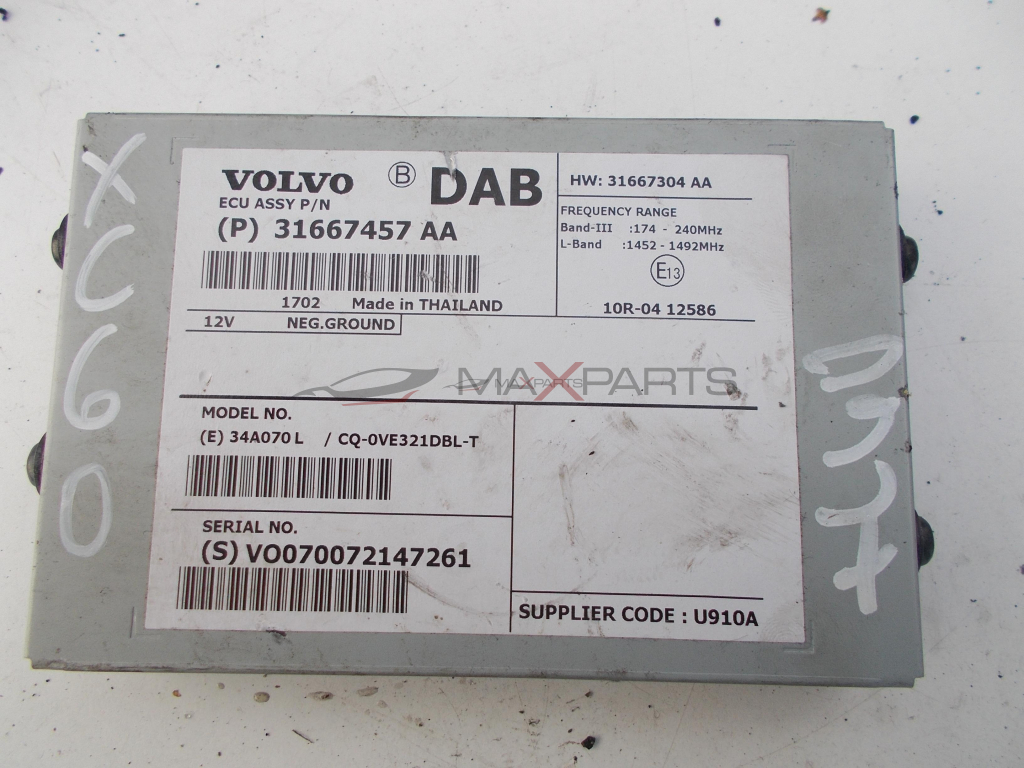 XC60
VOLVO B DAB
ECU ASSY P/N
(P) 31667457 AA
1702 Made in THAILAND
12V NEG.GROUND
HW: 31667304 AA
FREQUENCY RANGE
Band-III :174 - 240MHz
L-Band :1452 - 1492MHz
E13
10R-04 12586
MAXPARTS
MAXPARTS
MODEL NO.
(E) 34A070 L / CQ-0VE321DBL-T
SERIAL NO.
(S) VO070072147261
SUPPLIER CODE : U910A